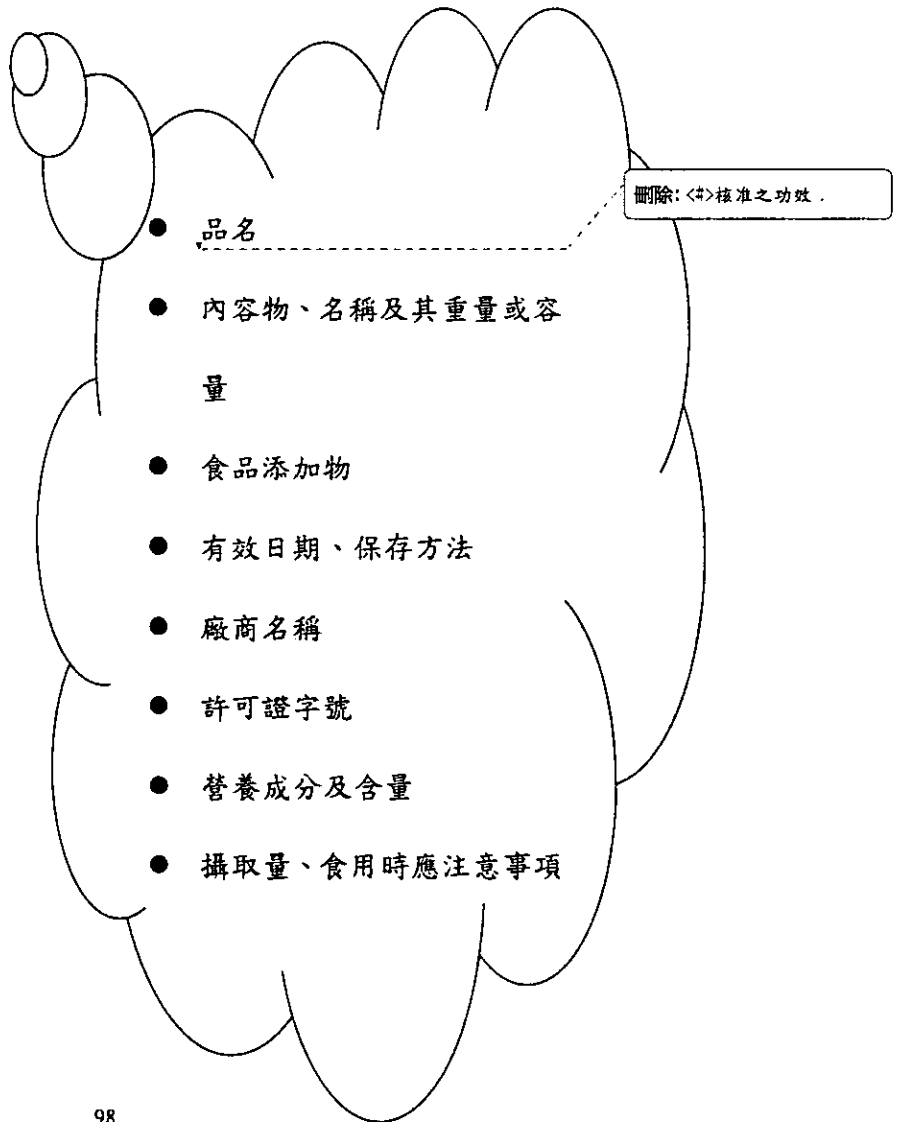 刪除: <#>核准之功效 .
● 品名
● 內容物、名稱及其重量或容
量
● 食品添加物
● 有效日期、保存方法
● 廠商名稱
● 許可證字號
● 營養成分及含量
● 攝取量、食用時應注意事項
98